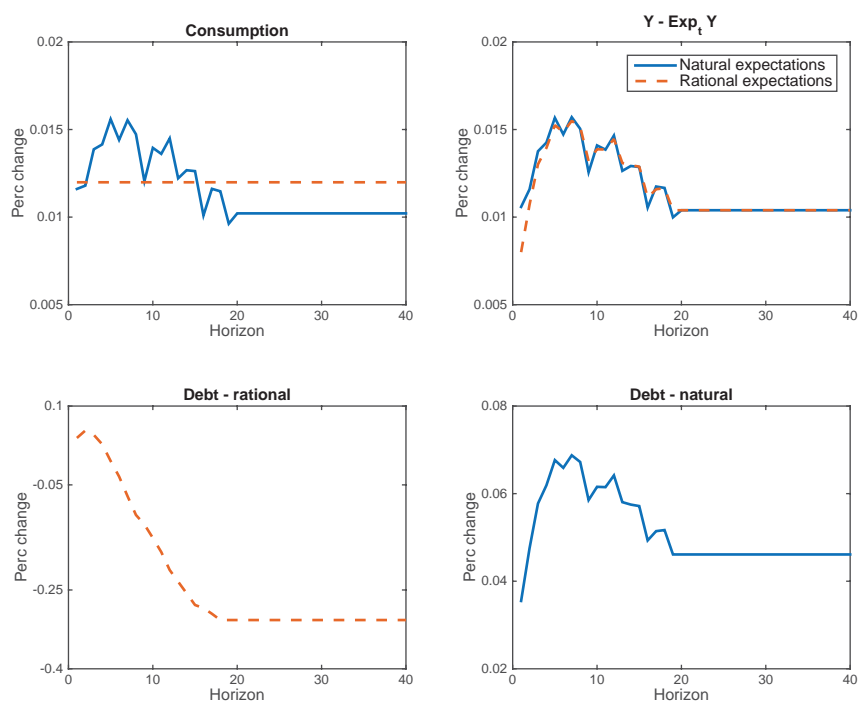 Consumption
0.02
0.015
0.01
0.005
Perc change
0
10
20
30
40
Horizon
Y - Exp_t Y
Natural expectations
Rational expectations
0.02
0.015
0.01
0.005
Perc change
0
10
20
30
40
Horizon
Debt - rational
0.1
-0.05
-0.25
-0.4
Perc change
0
10
20
30
40
Horizon
Debt - natural
0.08
0.06
0.04
0.02
Perc change
0
10
20
30
40
Horizon